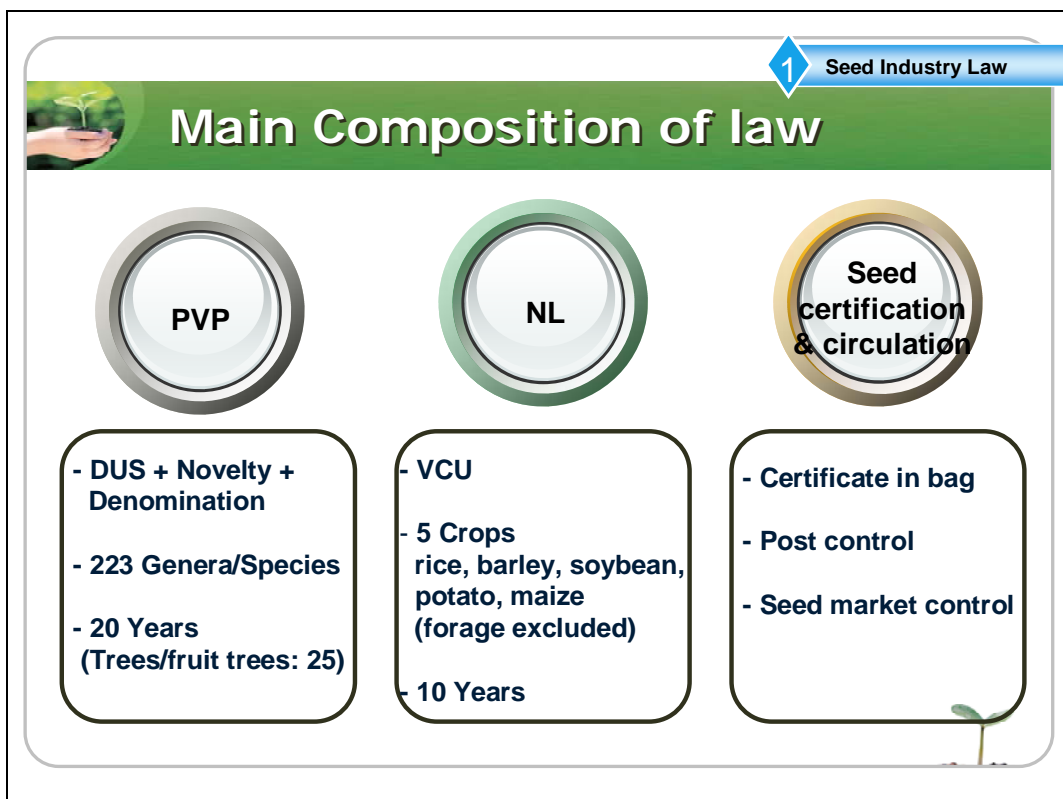 1
Seed Industry Law
Main Composition of law
PVP
NL
Seed
certification
& circulation
- DUS + Novelty +
Denomination
- 223 Genera/Species
- 20 Years
(Trees/fruit trees: 25)
- VCU
- 5 Crops
rice, barley, soybean,
potato, maize
(forage excluded)
- 10 Years
- Certificate in bag
- Post control
- Seed market control